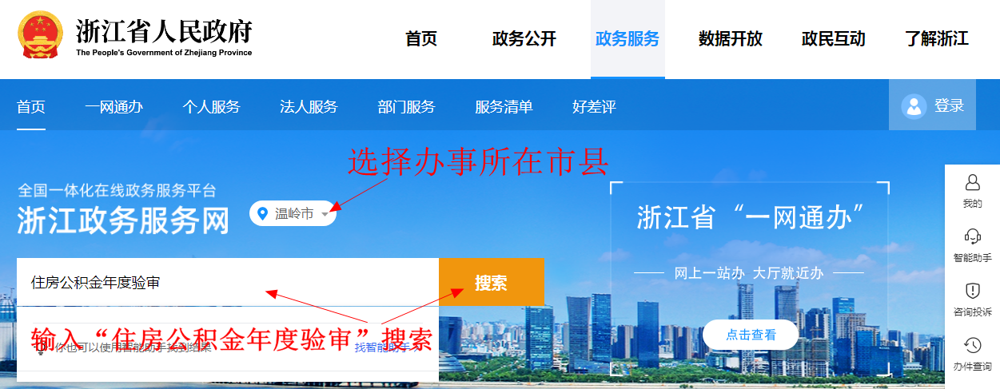 浙江省人民政府
The People's Government of Zhejiang Province
首页 政务公开 政务服务 数据开放 政民互动 了解浙江
首页 一网通办 个人服务 法人服务 部门服务 服务清单 好差评 登录
选择办事所在市县
全国一体化在线政务服务平台
浙江政务服务网
温岭市
浙江省“一网通办”
网上一站办 大厅就近办
点击查看
住房公积金年度验审
搜索
输入“住房公积金年度验审”搜索
你也可以使用智能助手找到结果
找智能助手
我的
智能助手
咨询投诉
办件查询